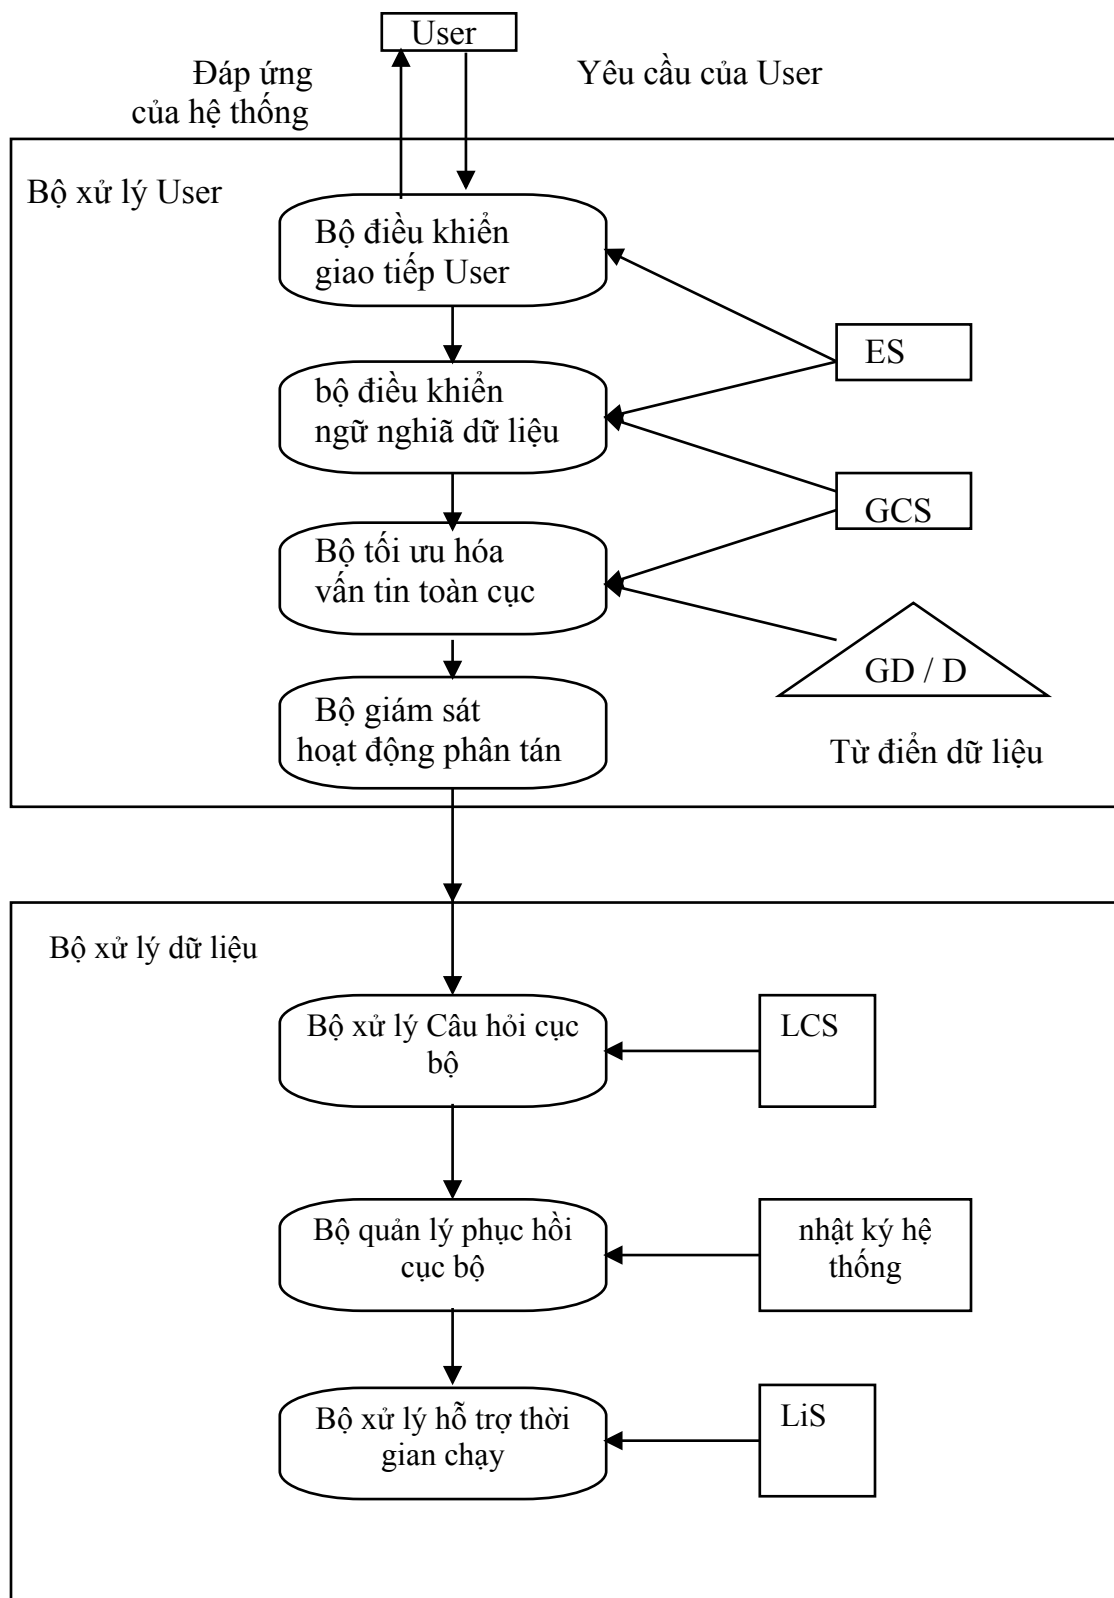 User
Đáp ứng
của hệ thống
Yêu cầu của User
Bộ xử lý User
Bộ điều khiển
giao tiếp User
ES
bộ điều khiển
ngữ nghiã dữ liệu
GCS
Bộ tối ưu hóa
vấn tin toàn cục
GD / D
Bộ giám sát
hoạt động phân tán
Từ điển dữ liệu
Bộ xử lý dữ liệu
Bộ xử lý Câu hỏi cục
bộ
LCS
Bộ quản lý phục hồi
cục bộ
nhật ký hệ
thống
Bộ xử lý hỗ trợ thời
gian chạy
LiS